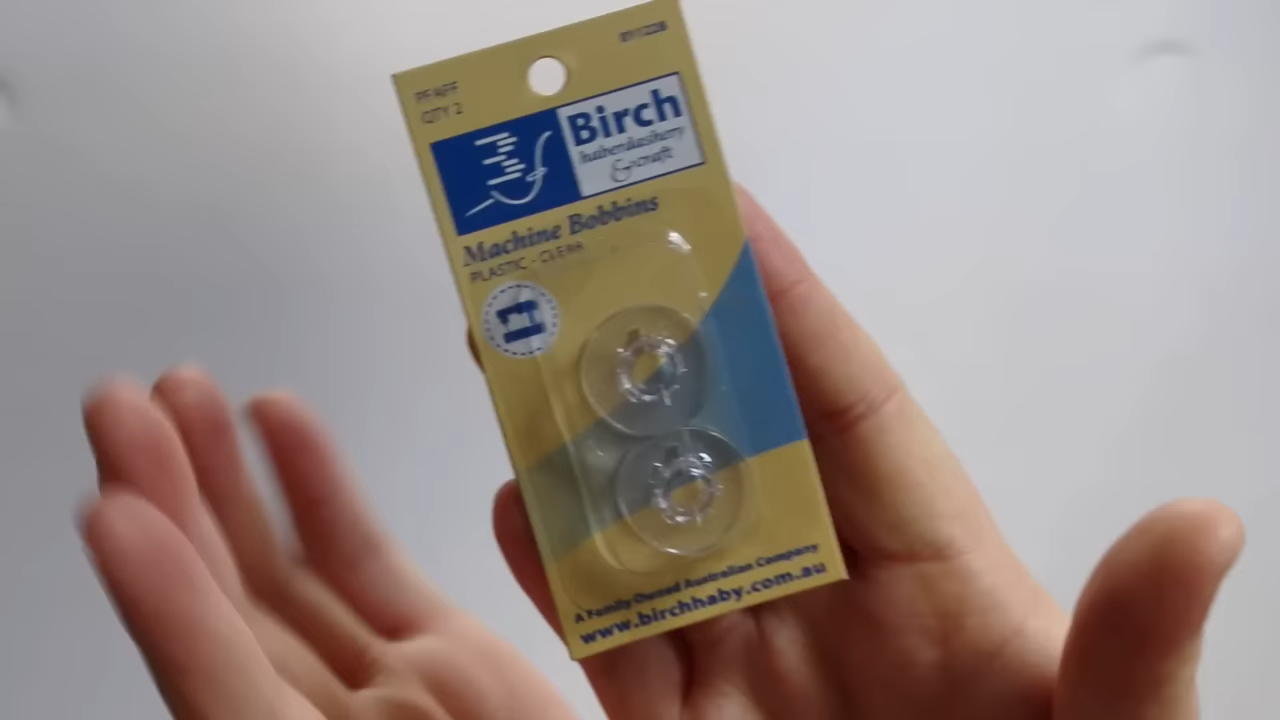 PFAFF
QTY 2
Birch
haberdashery
& craft
Machine Bobbins
PLASTIC - CLEAR
A Family Owned Australian Company
www.birchhaby.com.au